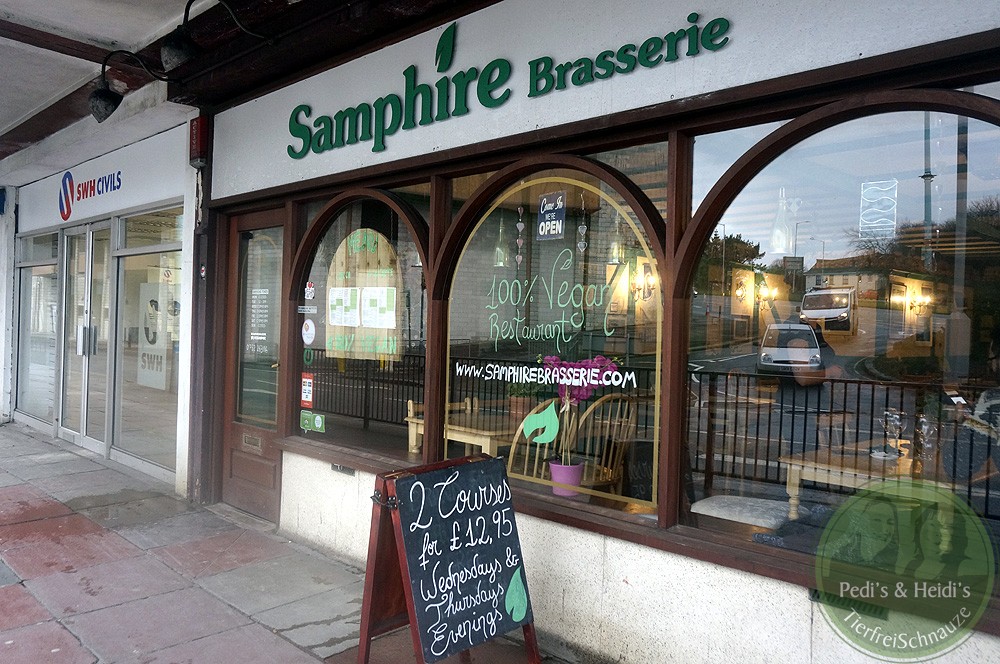 Samphire Brasserie
SWH CIVILS
Come In
WE'RE
OPEN
100% Vegan
Restaurant
www.SAMPHIREBRASSERIE.COM
SWH
2 Courses
for £12,95
Wednesdays &
Thursdays
Evenings
Pedi's & Heidi's
TierfreiSchnauze